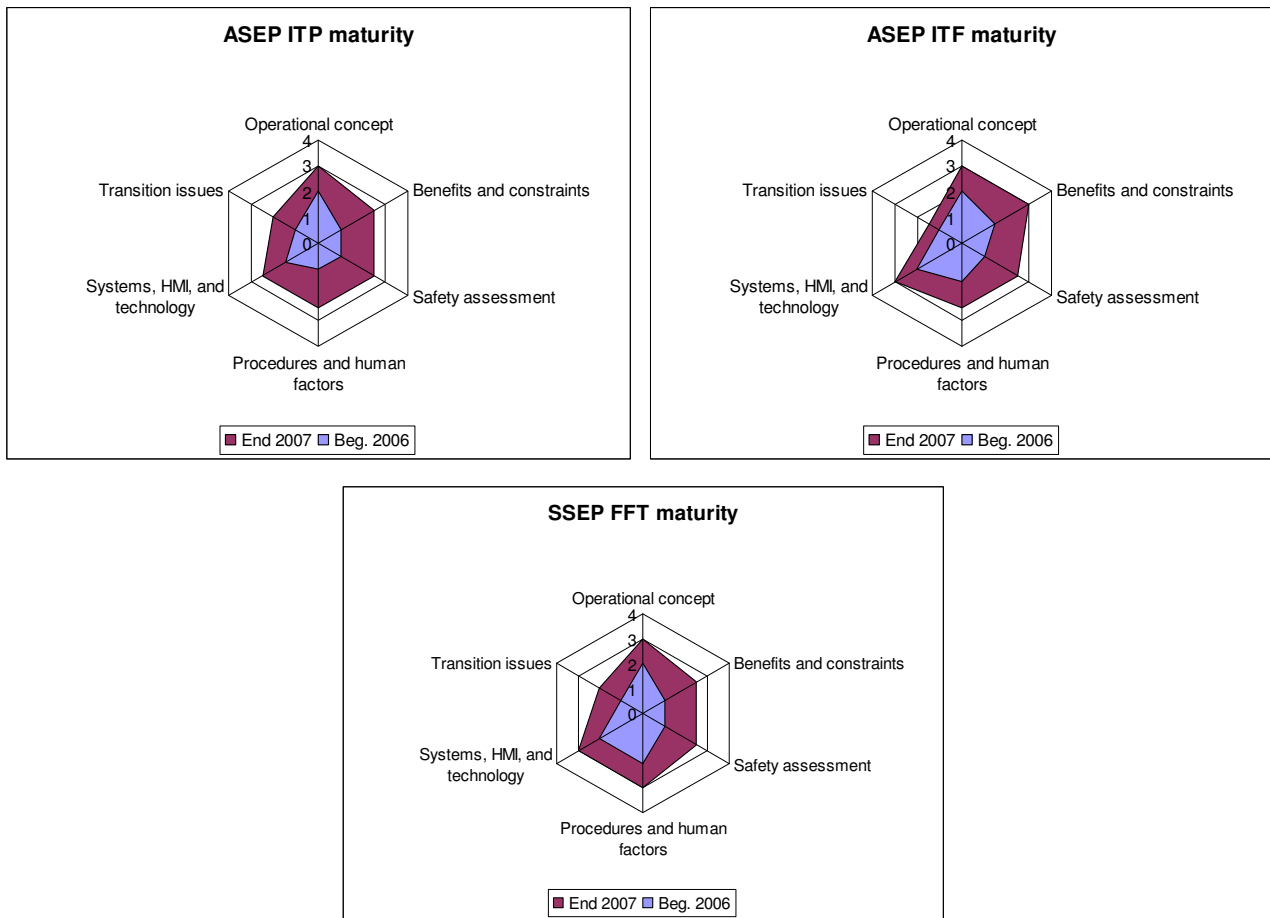 ASEP ITP maturity
Operational concept
4
3
2
1
0
Transition issues
Benefits and constraints
Systems, HMI, and
technology
Safety assessment
Procedures and human
factors
End 2007 Beg. 2006
ASEP ITF maturity
Operational concept
4
3
2
1
0
Transition issues
Benefits and constraints
Systems, HMI, and
technology
Safety assessment
Procedures and human
factors
End 2007 Beg. 2006
SSEP FFT maturity
Operational concept
4
3
2
1
0
Transition issues
Benefits and constraints
Systems, HMI, and
technology
Safety assessment
Procedures and human
factors
End 2007 Beg. 2006